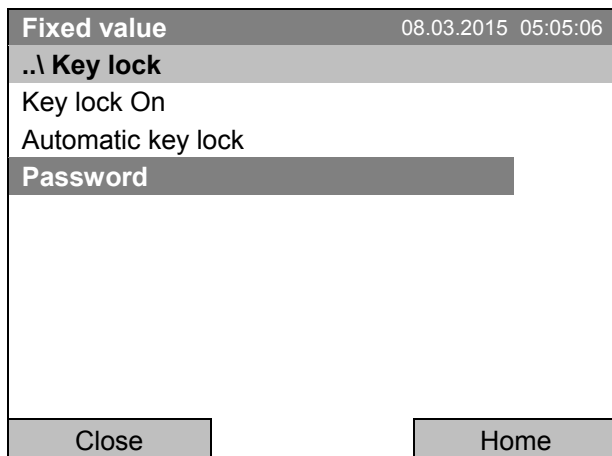 Fixed value 08.03.2015 05:05:06
..\ Key lock
Key lock On
Automatic key lock
Password
Close Home